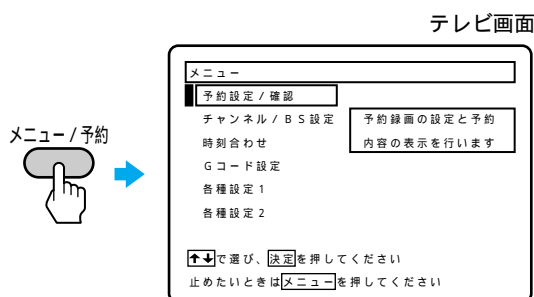 テレビ画面
メニュー/予約
メニュー
予約設定/確認
チャンネル/BS設定
時刻合わせ
Gコード設定
各種設定1
各種設定2
予約録画の設定と予約
内容の表示を行います
↑↓で選び、決定を押してください
止めたいときはメニューを押してください